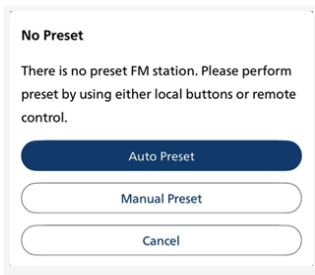 No Preset
There is no preset FM station. Please perform
preset by using either local buttons or remote
control.
Auto Preset
Manual Preset
Cancel